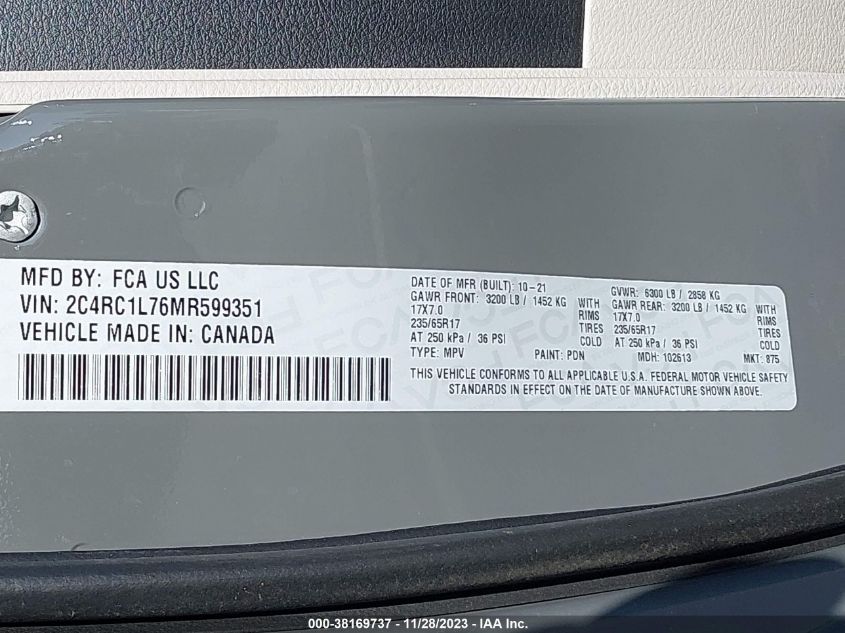 MFD BY: FCA US LLC
VIN: 2C4RC1L76MR599351
VEHICLE MADE IN: CANADA
DATE OF MFR (BUILT): 10-21
GAWR FRONT: 3200 LB / 1452 KG WITH
17X7.0 RIMS
235/65R17 TIRES
AT 250 kPa / 36 PSI COLD
TYPE: MPV PAINT: PDN
GVWR: 6300 LB / 2858 KG
GAWR REAR: 3200 LB / 1452 KG WITH
17X7.0 RIMS
235/65R17 TIRES
AT 250 kPa / 36 PSI COLD
MDH: 102613 MKT: 875
THIS VEHICLE CONFORMS TO ALL APPLICABLE U.S.A. FEDERAL MOTOR VEHICLE SAFETY
STANDARDS IN EFFECT ON THE DATE OF MANUFACTURE SHOWN ABOVE.
000-38169737 - 11/28/2023 - IAA Inc.